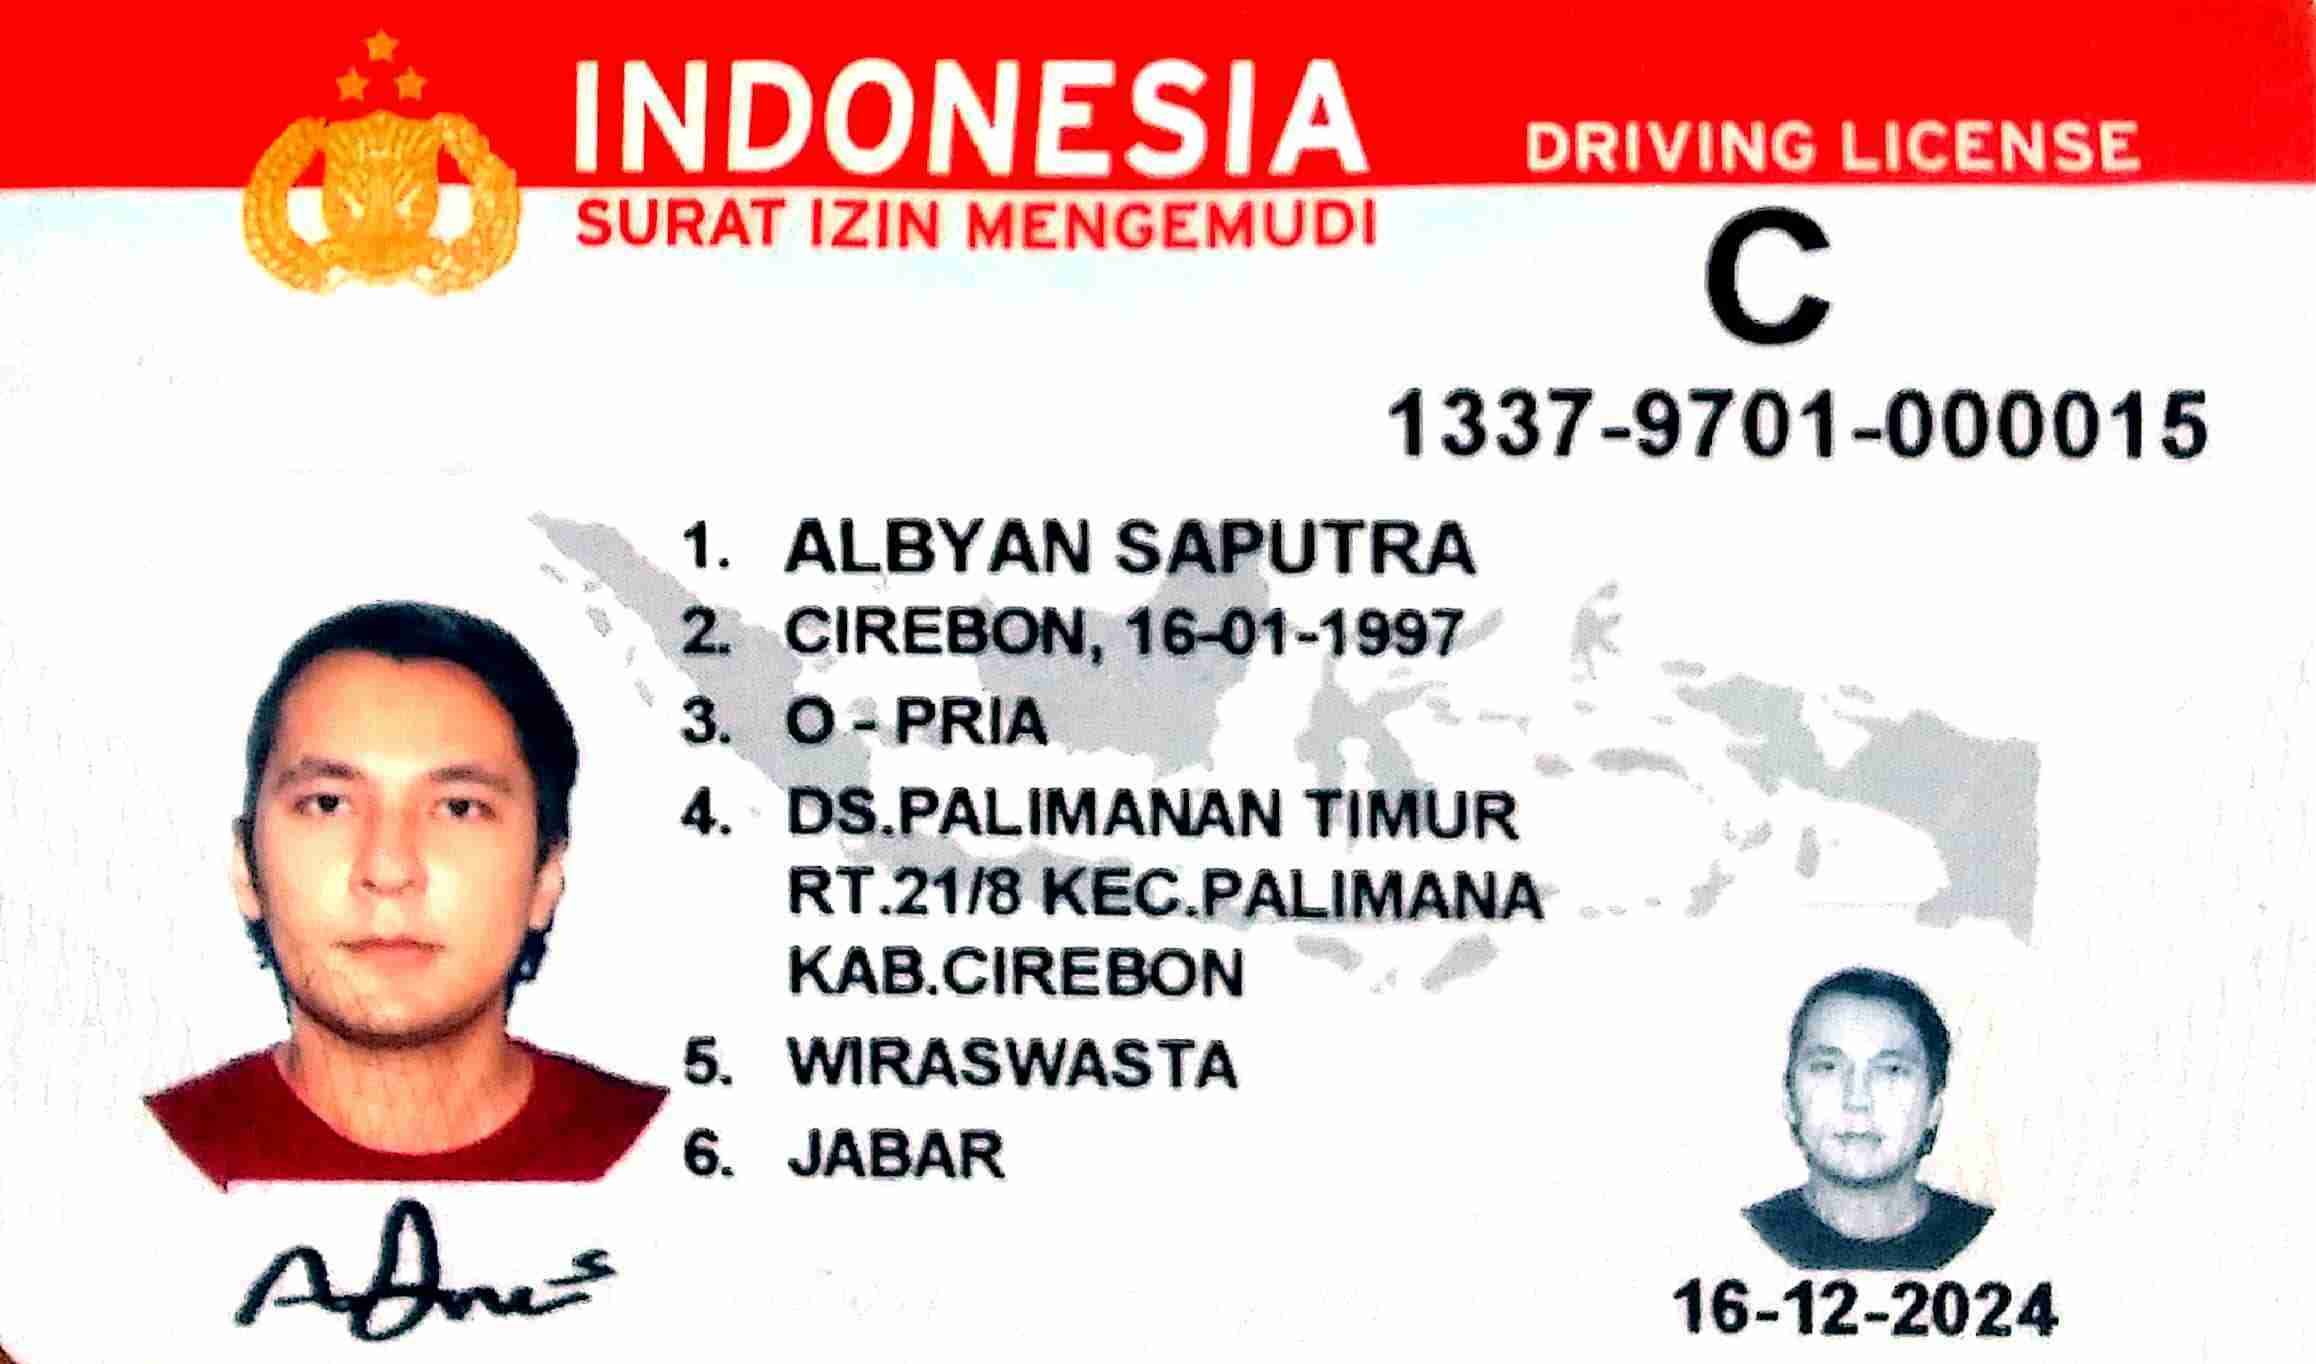 INDONESIA
DRIVING LICENSE
SURAT IZIN MENGEMUDI
C
1337-9701-000015
1. ALBYAN SAPUTRA
2. CIREBON, 16-01-1997
3. O - PRIA
4. DS.PALIMANAN TIMUR
RT.21/8 KEC.PALIMANA
KAB.CIREBON
5. WIRASWASTA
6. JABAR
16-12-2024